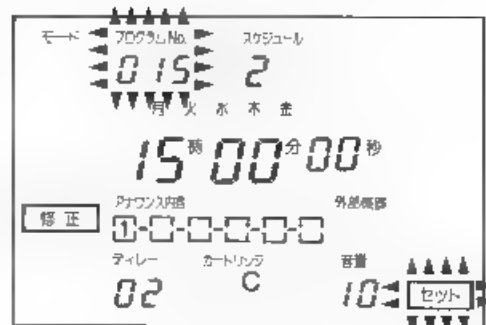 モード プログラムNo. スケジュール
015 2
月 火 水 木 金
15時00分00秒
アナウンス内容 外部機器
修正 1
ディレー カートリッジ 音量
02 C 10 セット